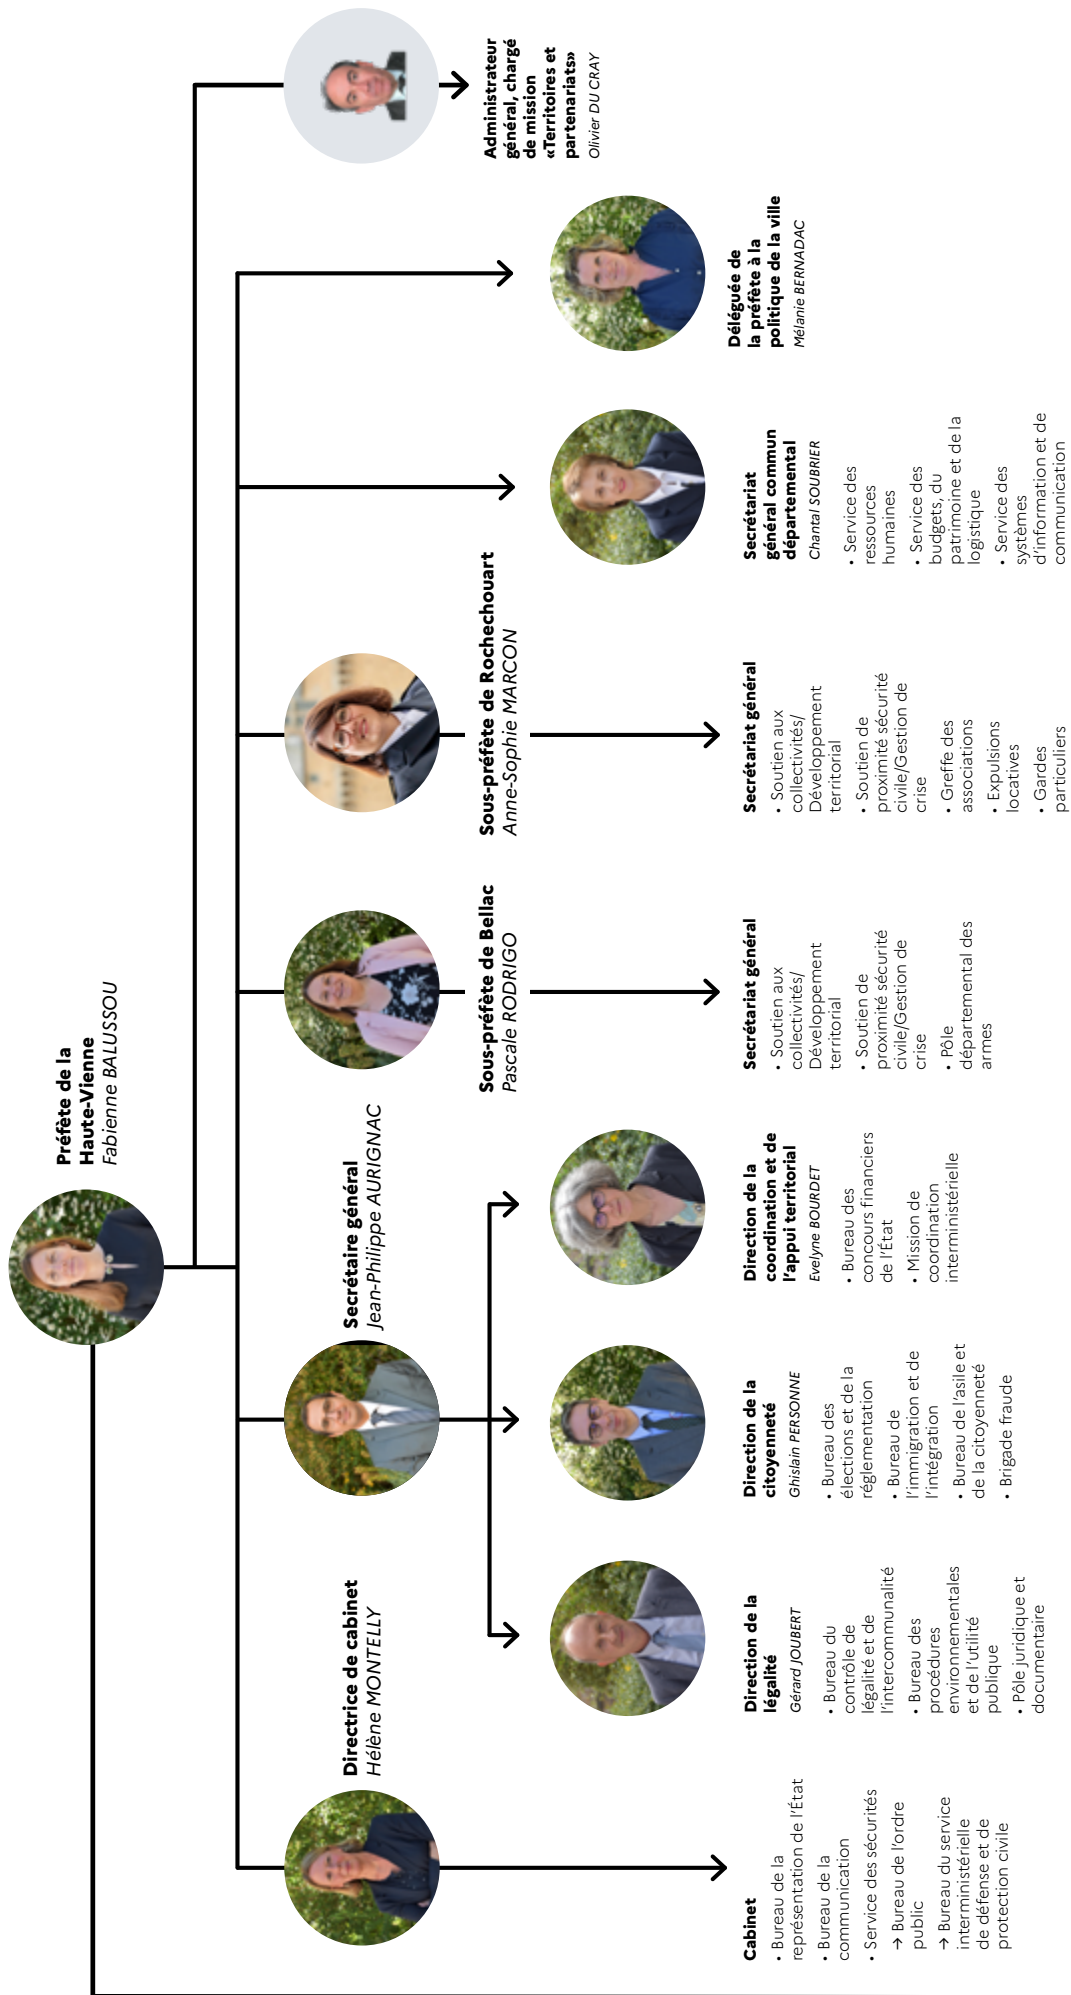 Préfète de la
Haute-Vienne
Fabienne BALUSSOU
Directrice de cabinet
Hélène MONTELLY
Secrétaire général
Jean-Philippe AURIGNAC
Sous-préfète de Bellac
Pascale RODRIGO
Sous-préfète de Rochechouart
Anne-Sophie MARCON
Administrateur
général, chargé
de mission
«Territoires et
partenariats»
Olivier DU CRAY
Cabinet
• Bureau de la
représentation de l'État
• Bureau de la
communication
• Service des sécurités
→ Bureau de l'ordre
public
→ Bureau du service
interministérielle
de défense et de
protection civile
Direction de la
légalité
Gérard JOUBERT
• Bureau du
contrôle de
légalité et de
l'intercommunalité
• Bureau des
procédures
environnementales
et de l'utilité
publique
• Pôle juridique et
documentaire
Direction de la
citoyenneté
Ghislain PERSONNE
• Bureau des
élections et de la
réglementation
• Bureau de
l'immigration et de
l'intégration
• Bureau de l'asile et
de la citoyenneté
• Brigade fraude
Direction de la
coordination et de
l'appui territorial
Evelyne BOURDET
• Bureau des
concours financiers
de l'État
• Mission de
coordination
interministérielle
Secrétariat général
• Soutien aux
collectivités/
Développement
territorial
• Soutien de
proximité sécurité
civile/Gestion de
crise
• Pôle
départemental des
armes
Secrétariat général
• Soutien aux
collectivités/
Développement
territorial
• Soutien de
proximité sécurité
civile/Gestion de
crise
• Greffe des
associations
• Expulsions
locatives
• Gardes
particuliers
Secrétariat
général commun
départemental
Chantal SOUBRIER
• Service des
ressources
humaines
• Service des
budgets, du
patrimoine et de la
logistique
• Service des
systèmes
d'information et de
communication
Déléguée de
la préfète à la
politique de la ville
Mélanie BERNADAC